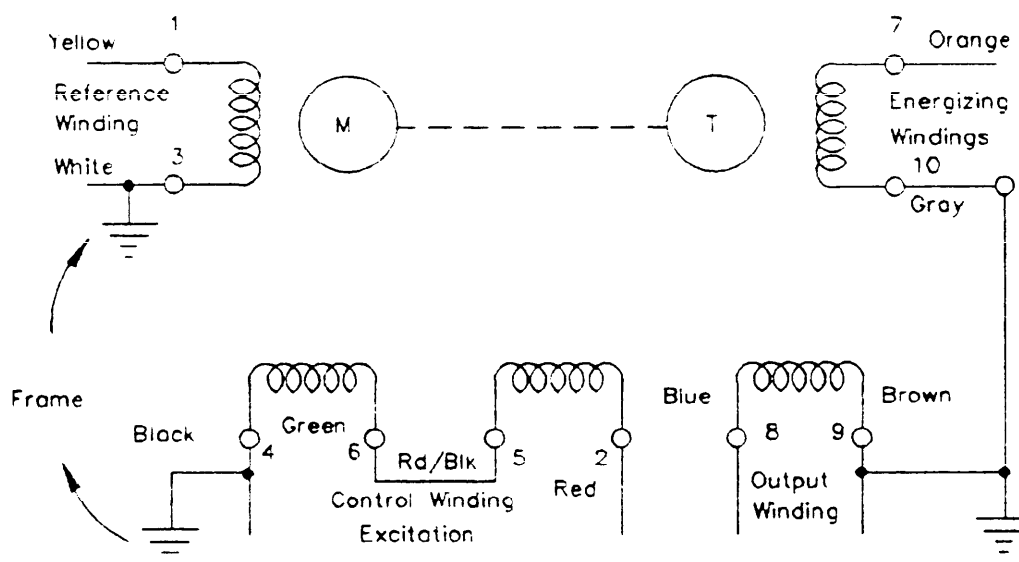 1
Yellow
Reference
Winding
3
White
M
T
7
Orange
Energizing
Windings
10
Gray
Frame
Black
4
Green
6
Rd/Blk
5
2
Red
Control Winding
Excitation
Blue
8
9
Brown
Output
Winding